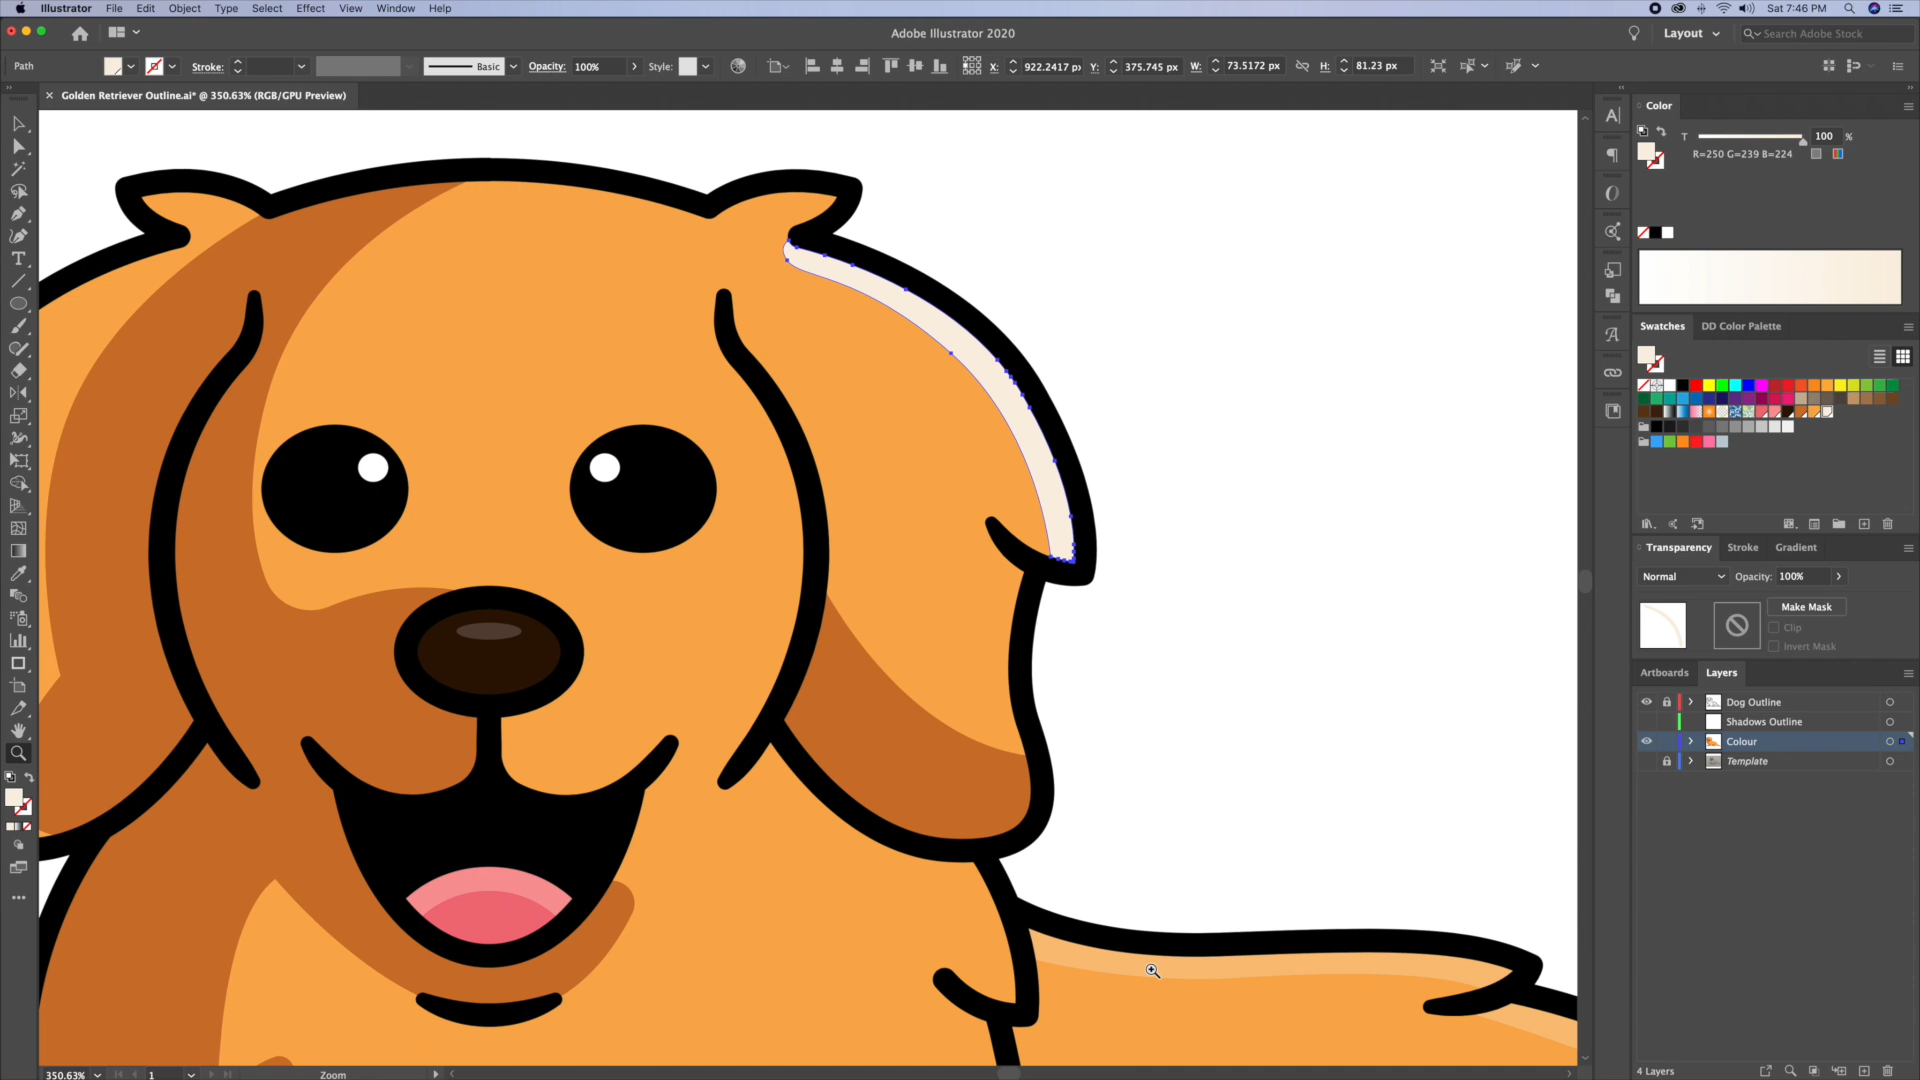 Illustrator File Edit Object Type Select Effect View Window Help Sat 7:46 PM
Adobe Illustrator 2020 Layout Search Adobe Stock
Path Stroke: Basic Opacity: 100% Style: X: 922.2417 px Y: 375.745 px W: 73.5172 px H: 81.23 px
Golden Retriever Outline.ai* @ 350.63% (RGB/GPU Preview)
Color
T 100 %
R=250 G=239 B=224
Swatches DD Color Palette
Transparency Stroke Gradient
Normal Opacity: 100%
Make Mask
Clip
Invert Mask
Artboards Layers
Dog Outline
Shadows Outline
Colour
Template
350.63% 1 Zoom 4 Layers